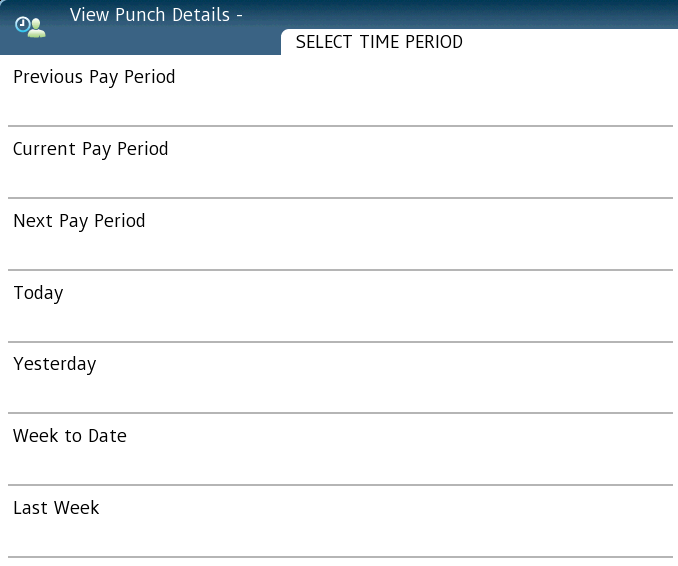 View Punch Details -
SELECT TIME PERIOD
Previous Pay Period
Current Pay Period
Next Pay Period
Today
Yesterday
Week to Date
Last Week